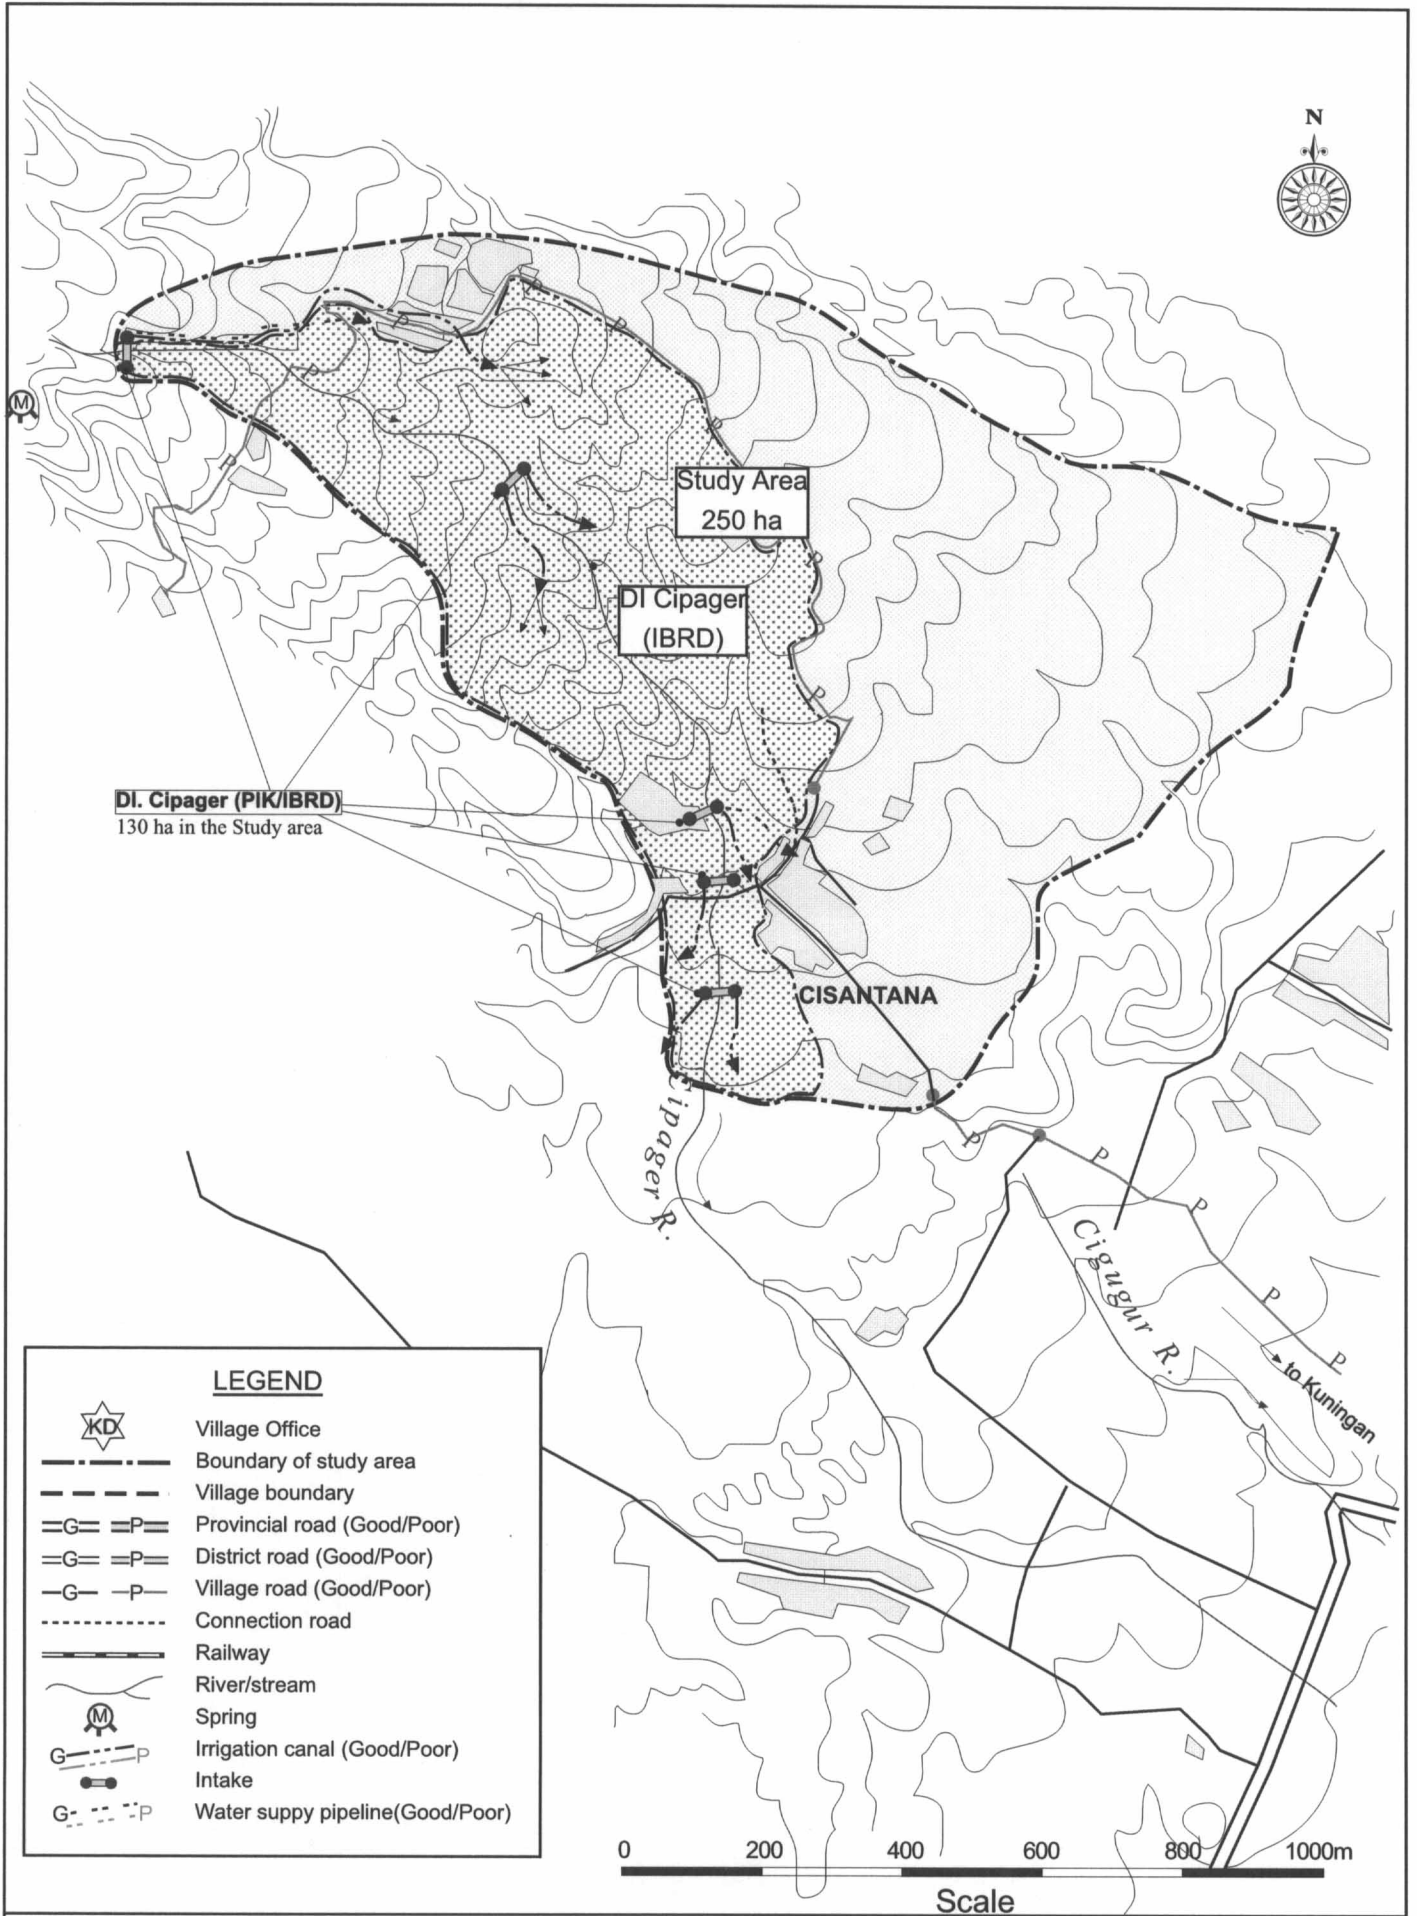 N
M
P
P
P
P
P
P
P
Study Area
250 ha
DI Cipager
(IBRD)
DI. Cipager (PIK/IBRD)
130 ha in the Study area
CISANTANA
Cipager R.
P
P
P
P
P
Cigugur R.
to Kuningan
LEGEND
KD Village Office
Boundary of study area
Village boundary
G P Provincial road (Good/Poor)
G P District road (Good/Poor)
G P Village road (Good/Poor)
Connection road
Railway
River/stream
M Spring
G P Irrigation canal (Good/Poor)
Intake
G P Water suppy pipeline(Good/Poor)
0 200 400 600 800 1000m
Scale